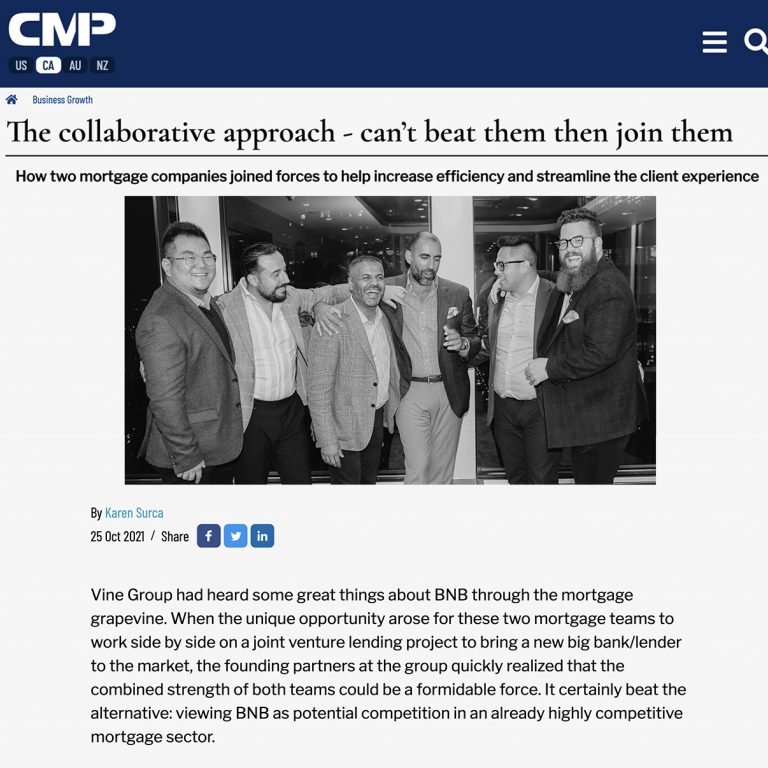 CMP
US CA AU NZ
Business Growth
The collaborative approach - can’t beat them then join them
How two mortgage companies joined forces to help increase efficiency and streamline the client experience
By Karen Surca
25 Oct 2021 / Share
Vine Group had heard some great things about BNB through the mortgage
grapevine. When the unique opportunity arose for these two mortgage teams to
work side by side on a joint venture lending project to bring a new big bank/lender
to the market, the founding partners at the group quickly realized that the
combined strength of both teams could be a formidable force. It certainly beat the
alternative: viewing BNB as potential competition in an already highly competitive
mortgage sector.